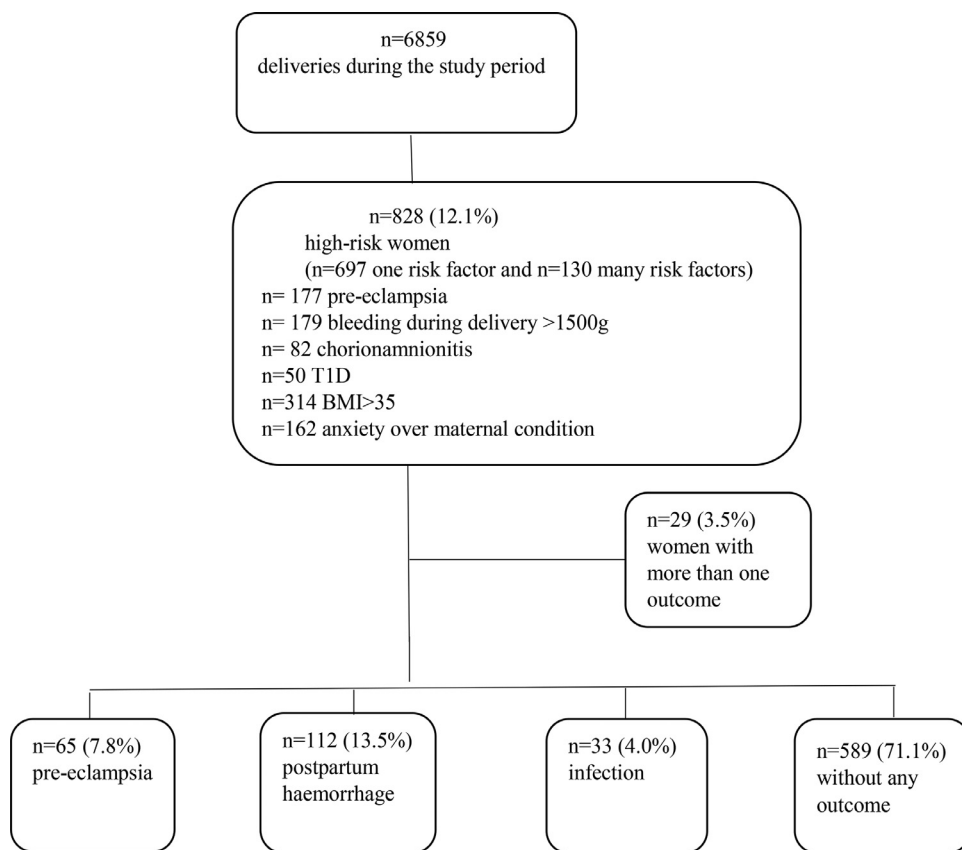 n=6859
deliveries during the study period
n=828 (12.1%)
high-risk women
(n=697 one risk factor and n=130 many risk factors)
n= 177 pre-eclampsia
n= 179 bleeding during delivery >1500g
n= 82 chorionamnionitis
n=50 T1D
n=314 BMI>35
n=162 anxiety over maternal condition
n=29 (3.5%)
women with
more than one
outcome
n=65 (7.8%)
pre-eclampsia
n=112 (13.5%)
postpartum
haemorrhage
n=33 (4.0%)
infection
n=589 (71.1%)
without any
outcome